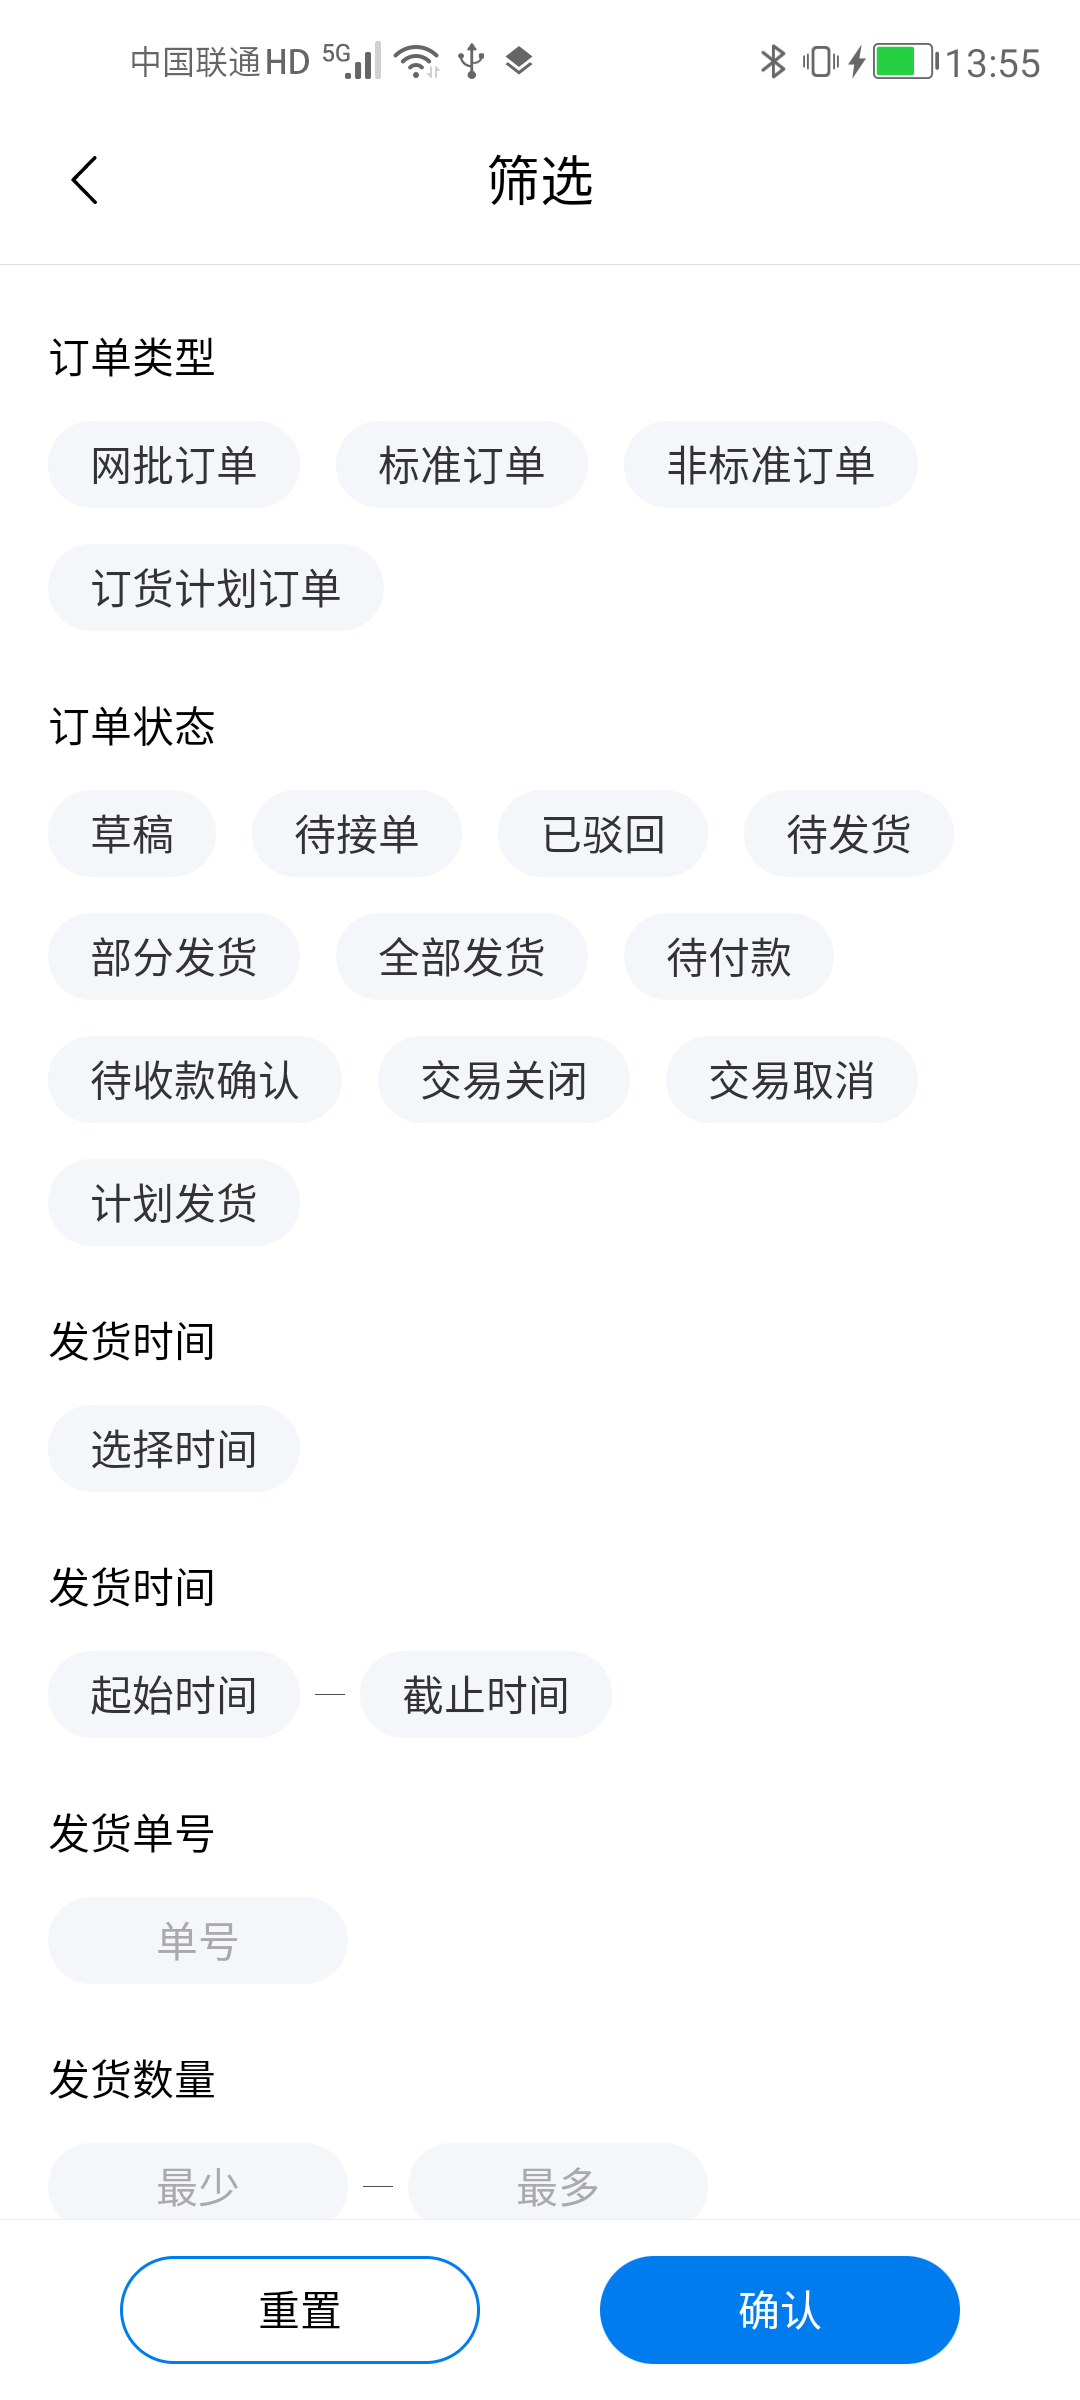 中国联通HD 5G 13:55
筛选
订单类型
网批订单 标准订单 非标准订单
订货计划订单
订单状态
草稿 待接单 已驳回 待发货
部分发货 全部发货 待付款
待收款确认 交易关闭 交易取消
计划发货
发货时间
选择时间
发货时间
起始时间 — 截止时间
发货单号
单号
发货数量
最少 — 最多
重置 确认